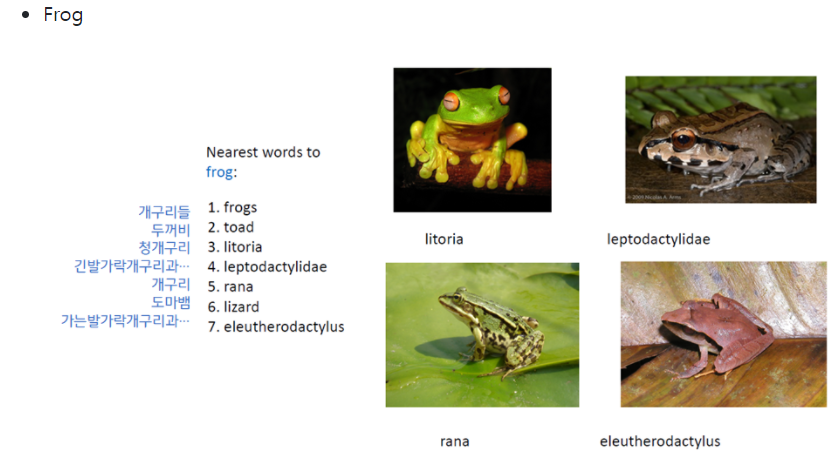 Frog
Nearest words to
frog:
개구리들
두꺼비
청개구리
긴발가락개구리과…
개구리
도마뱀
가는발가락개구리과…
1. frogs
2. toad
3. litoria
4. leptodactylidae
5. rana
6. lizard
7. eleutherodactylus
litoria
leptodactylidae
rana
eleutherodactylus